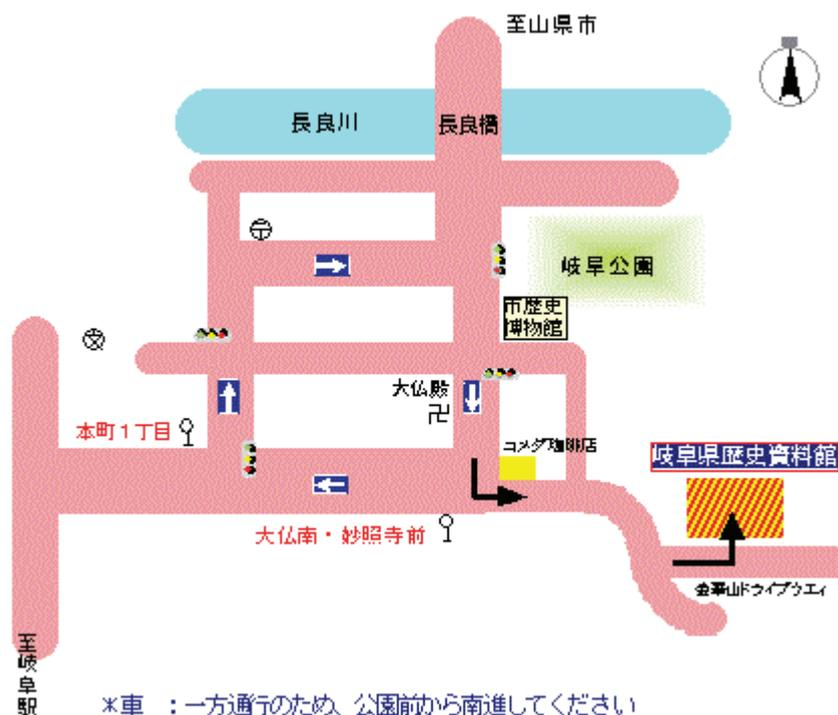 至山県市
長良川
長良橋
岐阜公園
市歴史
博物館
大仏殿
卍
本町１丁目
コメダ珈琲店
岐阜県歴史資料館
大仏南・妙照寺前
金華山ドライブウエィ
至岐阜駅
＊車　：一方通行のため、公園前から南進してください